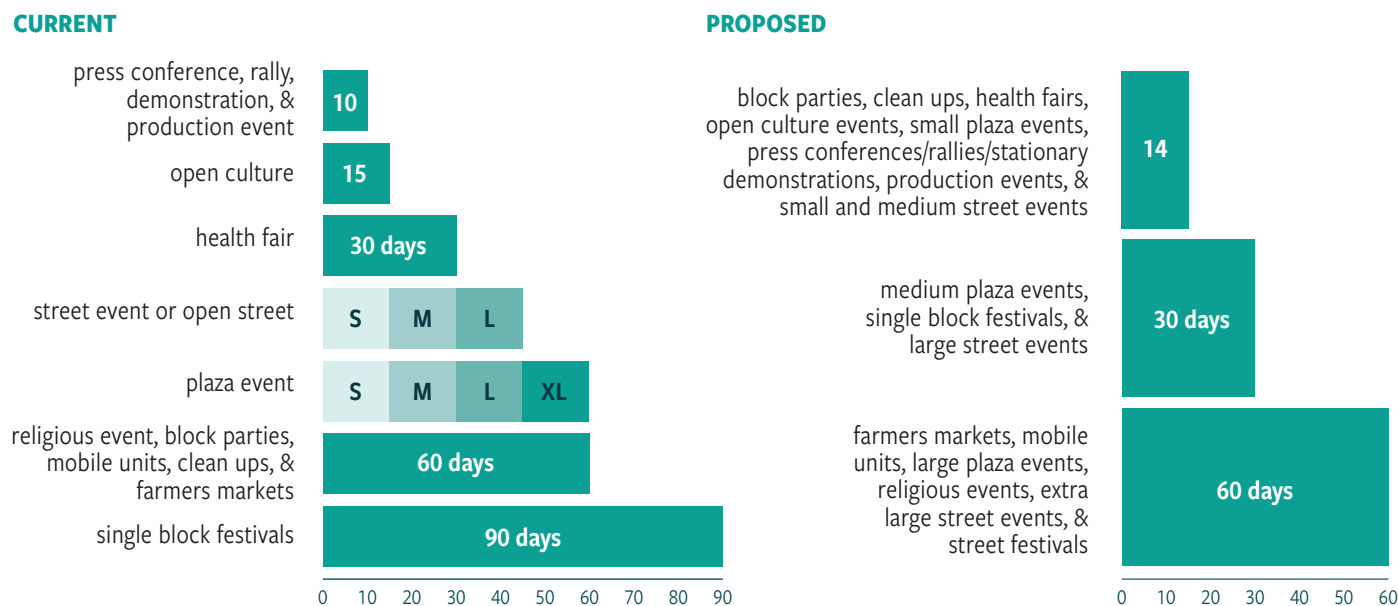 CURRENT
press conference, rally,
demonstration, &
production event
10
open culture
15
health fair
30 days
street event or open street
S M L
plaza event
S M L XL
religious event, block parties,
mobile units, clean ups, &
farmers markets
60 days
single block festivals
90 days
0 10 20 30 40 50 60 70 80 90
PROPOSED
block parties, clean ups, health fairs,
open culture events, small plaza events,
press conferences/rallies/stationary
demonstrations, production events, &
small and medium street events
14
medium plaza events,
single block festivals, &
large street events
30 days
farmers markets, mobile
units, large plaza events,
religious events, extra
large street events, &
street festivals
60 days
0 10 20 30 40 50 60